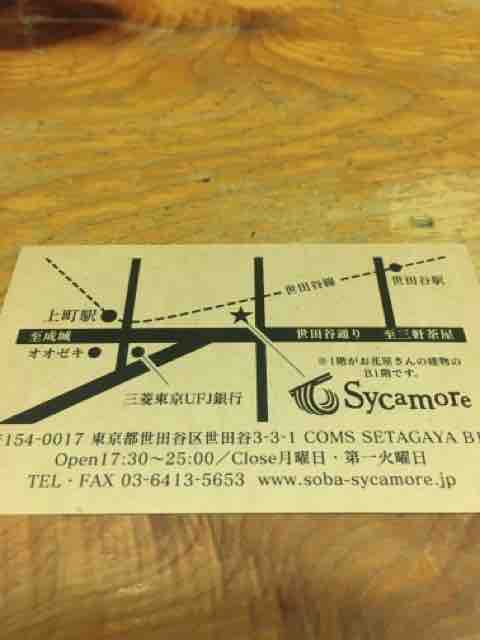 世田谷線
世田谷駅
上町駅
至成城
世田谷通り
至三軒茶屋
オオゼキ
※1階がお花屋さんの建物の
B1階です。
三菱東京UFJ銀行
Sycamore
〒154-0017 東京都世田谷区世田谷3-3-1 COMS SETAGAYA B1
Open17:30～25:00／Close月曜日・第一火曜日
TEL・FAX 03-6413-5653 www.soba-sycamore.jp